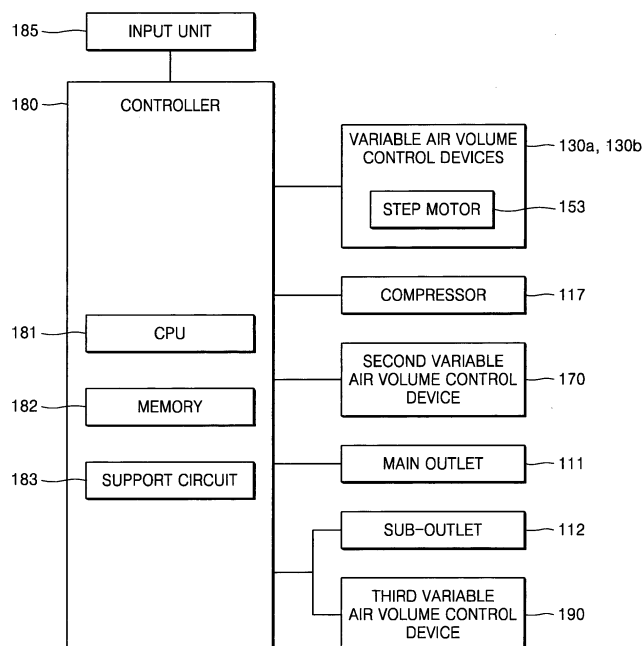 185
INPUT UNIT
180
CONTROLLER
VARIABLE AIR VOLUME
CONTROL DEVICES
130a, 130b
STEP MOTOR
153
COMPRESSOR
117
181
CPU
SECOND VARIABLE
AIR VOLUME CONTROL
DEVICE
170
182
MEMORY
MAIN OUTLET
111
183
SUPPORT CIRCUIT
SUB-OUTLET
112
THIRD VARIABLE
AIR VOLUME CONTROL
DEVICE
190